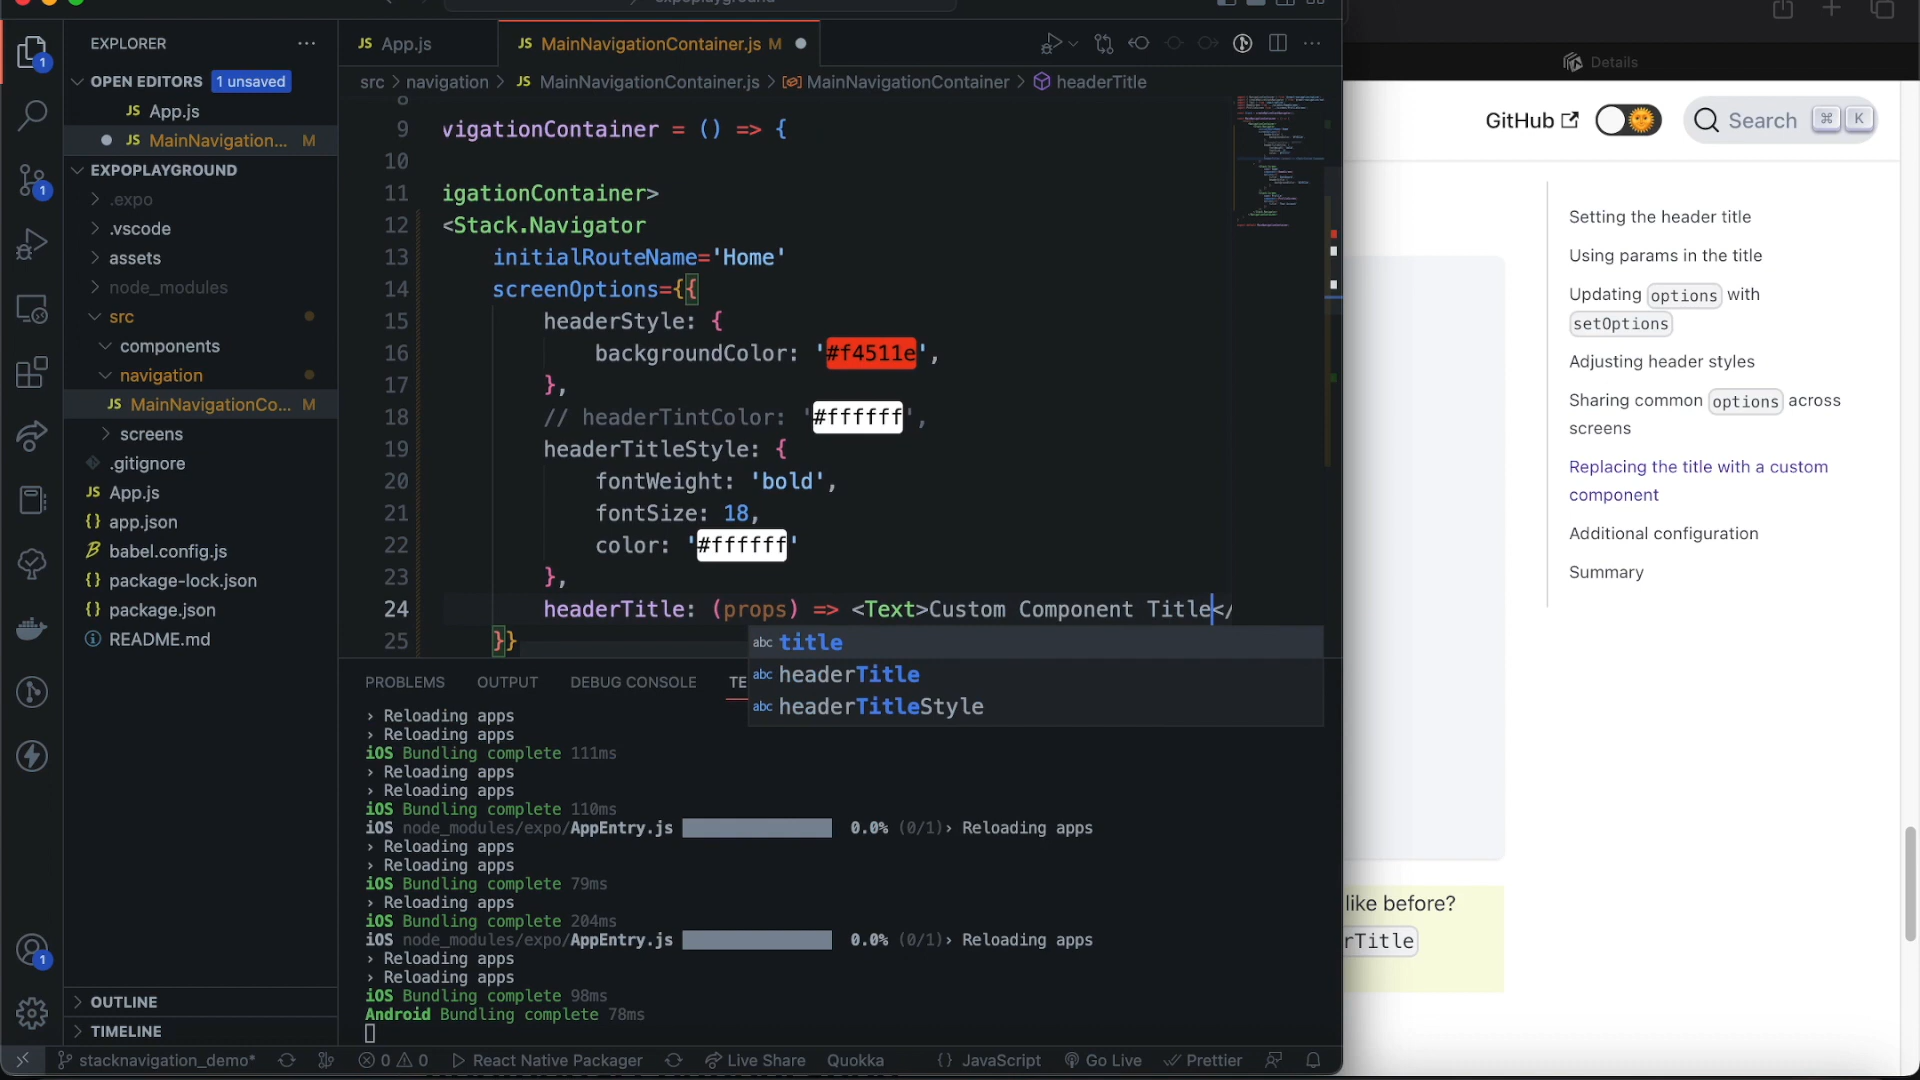 expoplayground
EXPLORER
OPEN EDITORS 1 unsaved
JS App.js
JS MainNavigation... M
EXPOPLAYGROUND
.expo
.vscode
assets
node_modules
src
components
navigation
JS MainNavigationCo... M
screens
.gitignore
JS App.js
{} app.json
babel.config.js
{} package-lock.json
{} package.json
README.md
OUTLINE
TIMELINE
1
1
1
JS App.js
JS MainNavigationContainer.js M
src > navigation > JS MainNavigationContainer.js > MainNavigationContainer > headerTitle
8
9 vigationContainer = () => {
10
11 igationContainer>
12 <Stack.Navigator
13 initialRouteName='Home'
14 screenOptions={{
15 headerStyle: {
16 backgroundColor: '#f4511e',
17 },
18 // headerTintColor: '#ffffff',
19 headerTitleStyle: {
20 fontWeight: 'bold',
21 fontSize: 18,
22 color: '#ffffff'
23 },
24 headerTitle: (props) => <Text>Custom Component Title</
25 }}
abc title
abc headerTitle
abc headerTitleStyle
PROBLEMS OUTPUT DEBUG CONSOLE TE
› Reloading apps
› Reloading apps
iOS Bundling complete 111ms
› Reloading apps
› Reloading apps
iOS Bundling complete 110ms
iOS node_modules/expo/AppEntry.js 0.0% (0/1)› Reloading apps
› Reloading apps
› Reloading apps
iOS Bundling complete 79ms
› Reloading apps
iOS Bundling complete 204ms
iOS node_modules/expo/AppEntry.js 0.0% (0/1)› Reloading apps
› Reloading apps
› Reloading apps
iOS Bundling complete 98ms
Android Bundling complete 78ms
stacknavigation_demo* 0 0 React Native Packager Live Share Quokka {} JavaScript Go Live Prettier
Details
GitHub Search ⌘ K
Setting the header title
Using params in the title
Updating options with
setOptions
Adjusting header styles
Sharing common options across
screens
Replacing the title with a custom
component
Additional configuration
Summary
like before?
rTitle